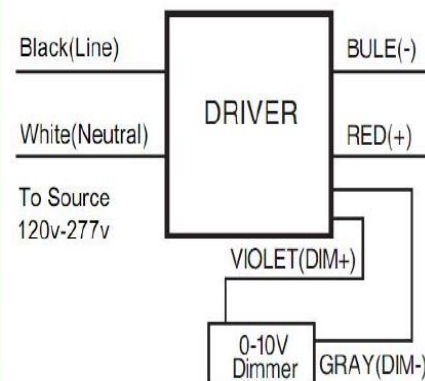 Black(Line)
BULE(-)
DRIVER
White(Neutral)
RED(+)
To Source
120v-277v
VIOLET(DIM+)
0-10V
Dimmer
GRAY(DIM-)